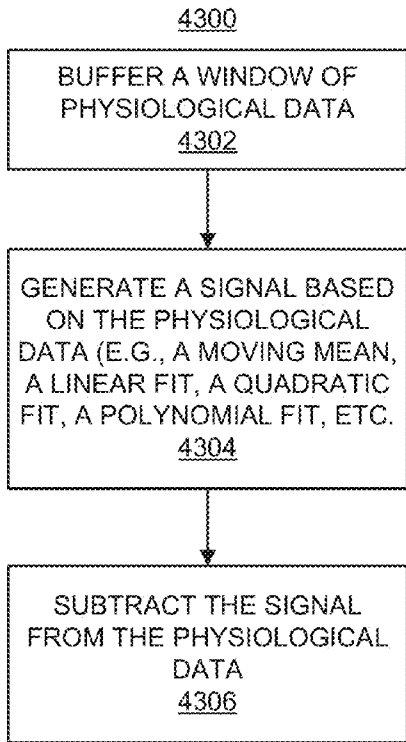 4300
BUFFER A WINDOW OF
PHYSIOLOGICAL DATA
4302
GENERATE A SIGNAL BASED
ON THE PHYSIOLOGICAL
DATA (E.G., A MOVING MEAN,
A LINEAR FIT, A QUADRATIC
FIT, A POLYNOMIAL FIT, ETC.
4304
SUBTRACT THE SIGNAL
FROM THE PHYSIOLOGICAL
DATA
4306